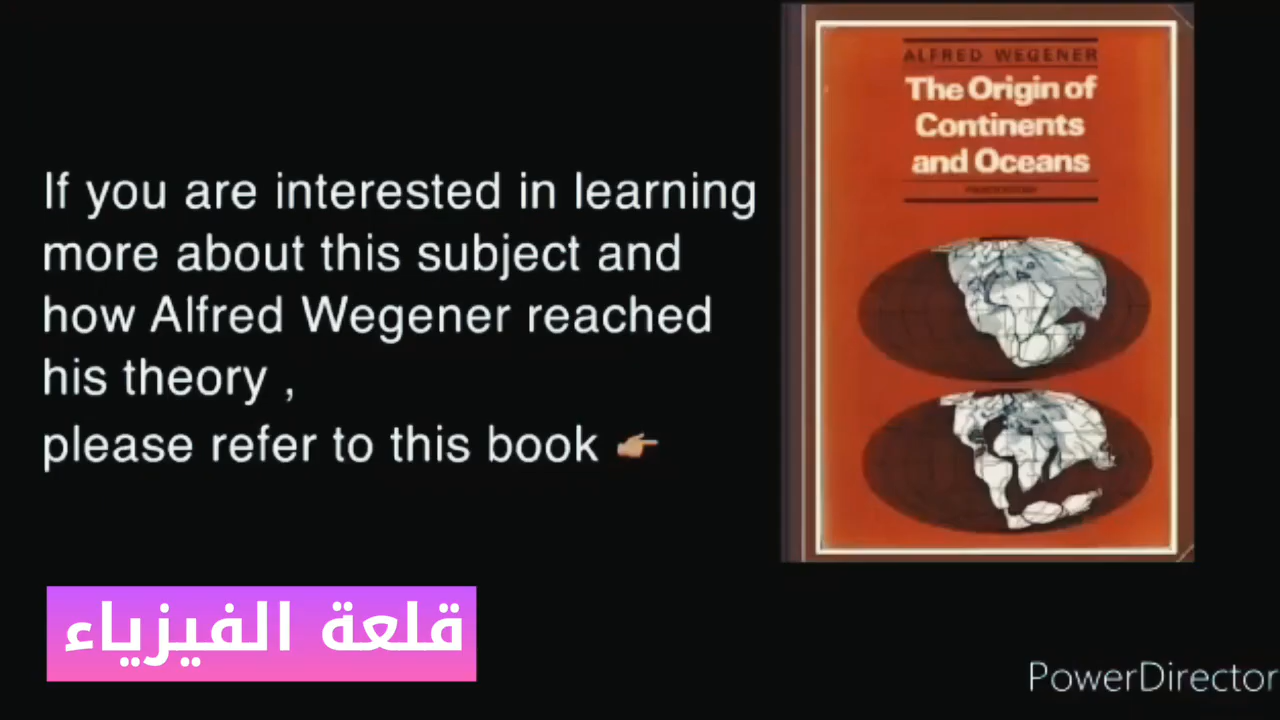 If you are interested in learning
more about this subject and
how Alfred Wegener reached
his theory ,
please refer to this book 👉
ALFRED WEGENER
The Origin of
Continents
and Oceans
قلعة الفيزياء
PowerDirector